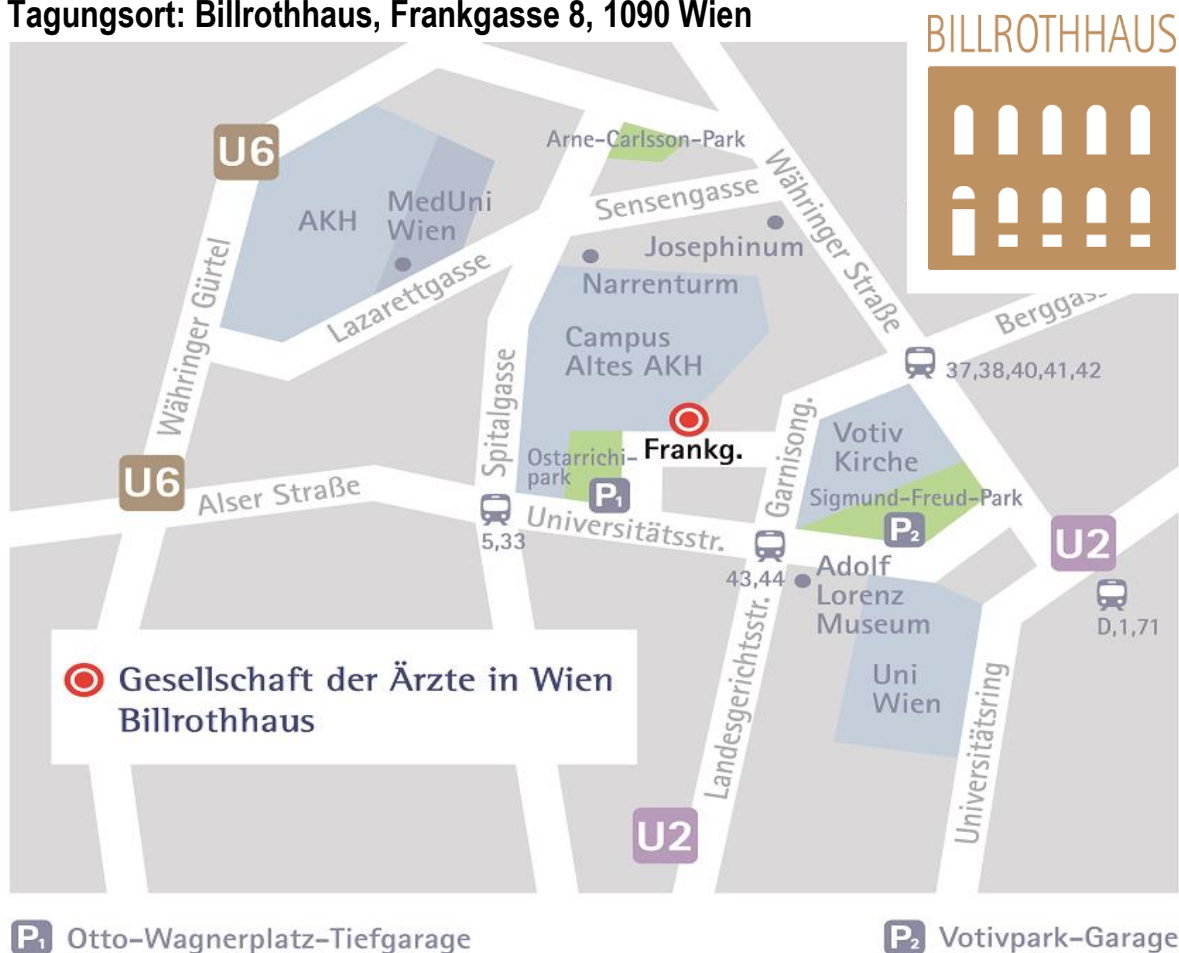 Tagungsort: Billrothhaus, Frankgasse 8, 1090 Wien
BILLROTHHAUS
U6
Arne-Carlsson-Park
Währinger Straße
Sensengasse
MedUni
Wien
AKH
Josephinum
Narrenturm
Lazarettgasse
Währinger Gürtel
Campus
Altes AKH
Spitalgasse
37,38,40,41,42
Garnisong.
Votiv
Kirche
Frankg.
Ostarrichi-
park
P1
U6
Alser Straße
Sigmund-Freud-Park
P2
Universitätsstr.
5,33
U2
43,44
Adolf
Lorenz
Museum
D,1,71
Landesgerichtsstr.
Uni
Wien
Universitätsring
Gesellschaft der Ärzte in Wien
Billrothhaus
U2
P1 Otto-Wagnerplatz-Tiefgarage
P2 Votivpark-Garage